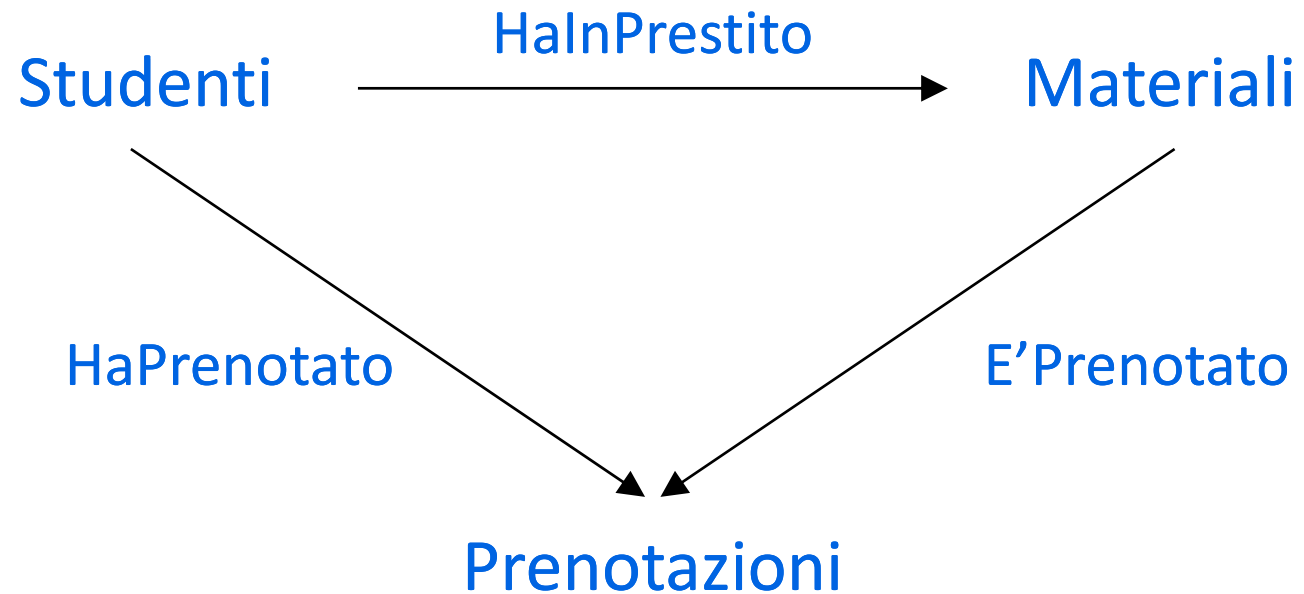 HaInPrestito
Studenti
Materiali
HaPrenotato
E’Prenotato
Prenotazioni